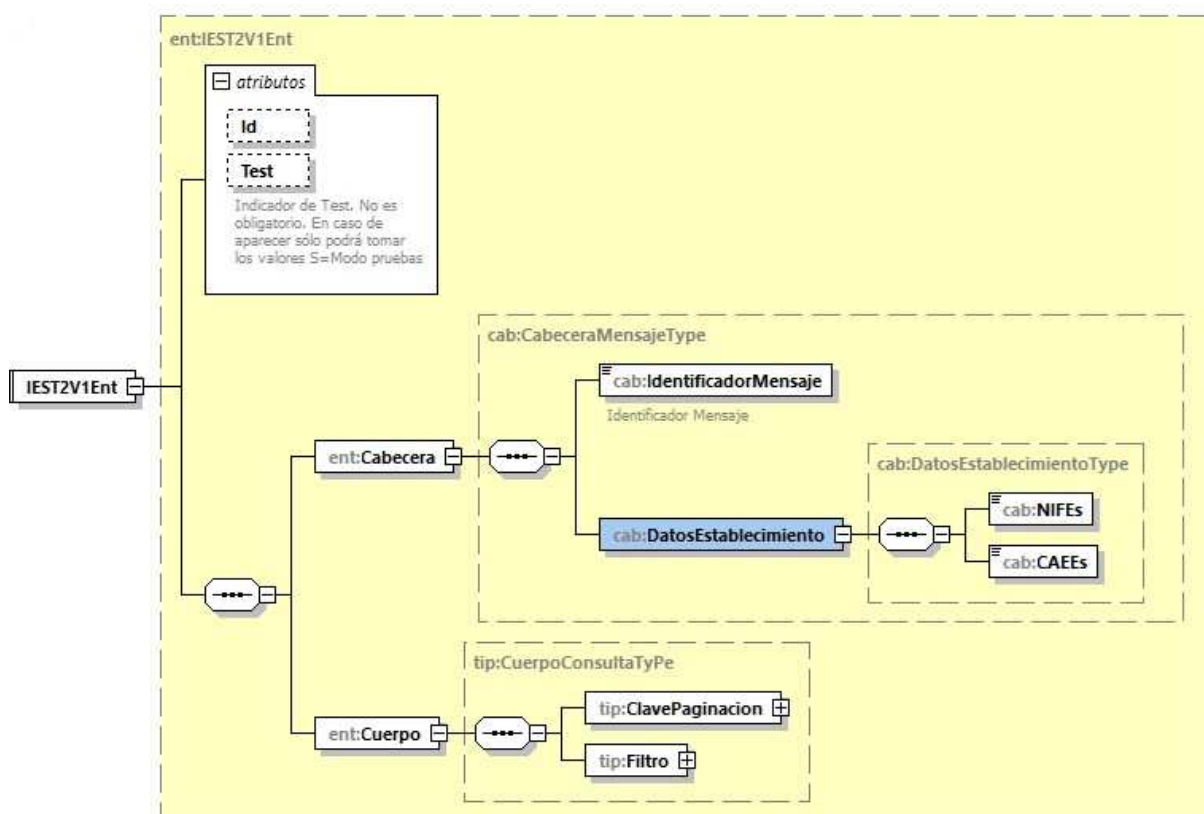 ent:IEST2V1Ent
atributos
Id
Test
Indicador de Test. No es
obligatorio. En caso de
aparecer sólo podrá tomar
los valores S=Modo pruebas
IEST2V1Ent
cab:CabeceraMensajeType
cab:IdentificadorMensaje
Identificador Mensaje
ent:Cabecera
cab:DatosEstablecimientoType
cab:NIFEs
cab:DatosEstablecimiento
cab:CAEEs
tip:CuerpoConsultaTyPe
tip:ClavePaginacion
ent:Cuerpo
tip:Filtro